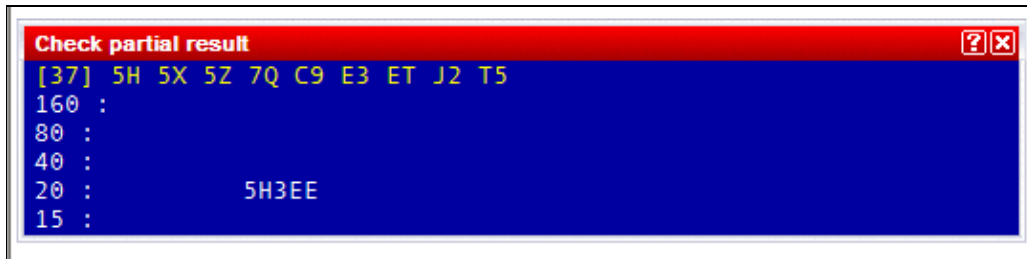 Check partial result
[37] 5H 5X 5Z 7Q C9 E3 ET J2 T5
160 :
80 :
40 :
20 : 5H3EE
15 :